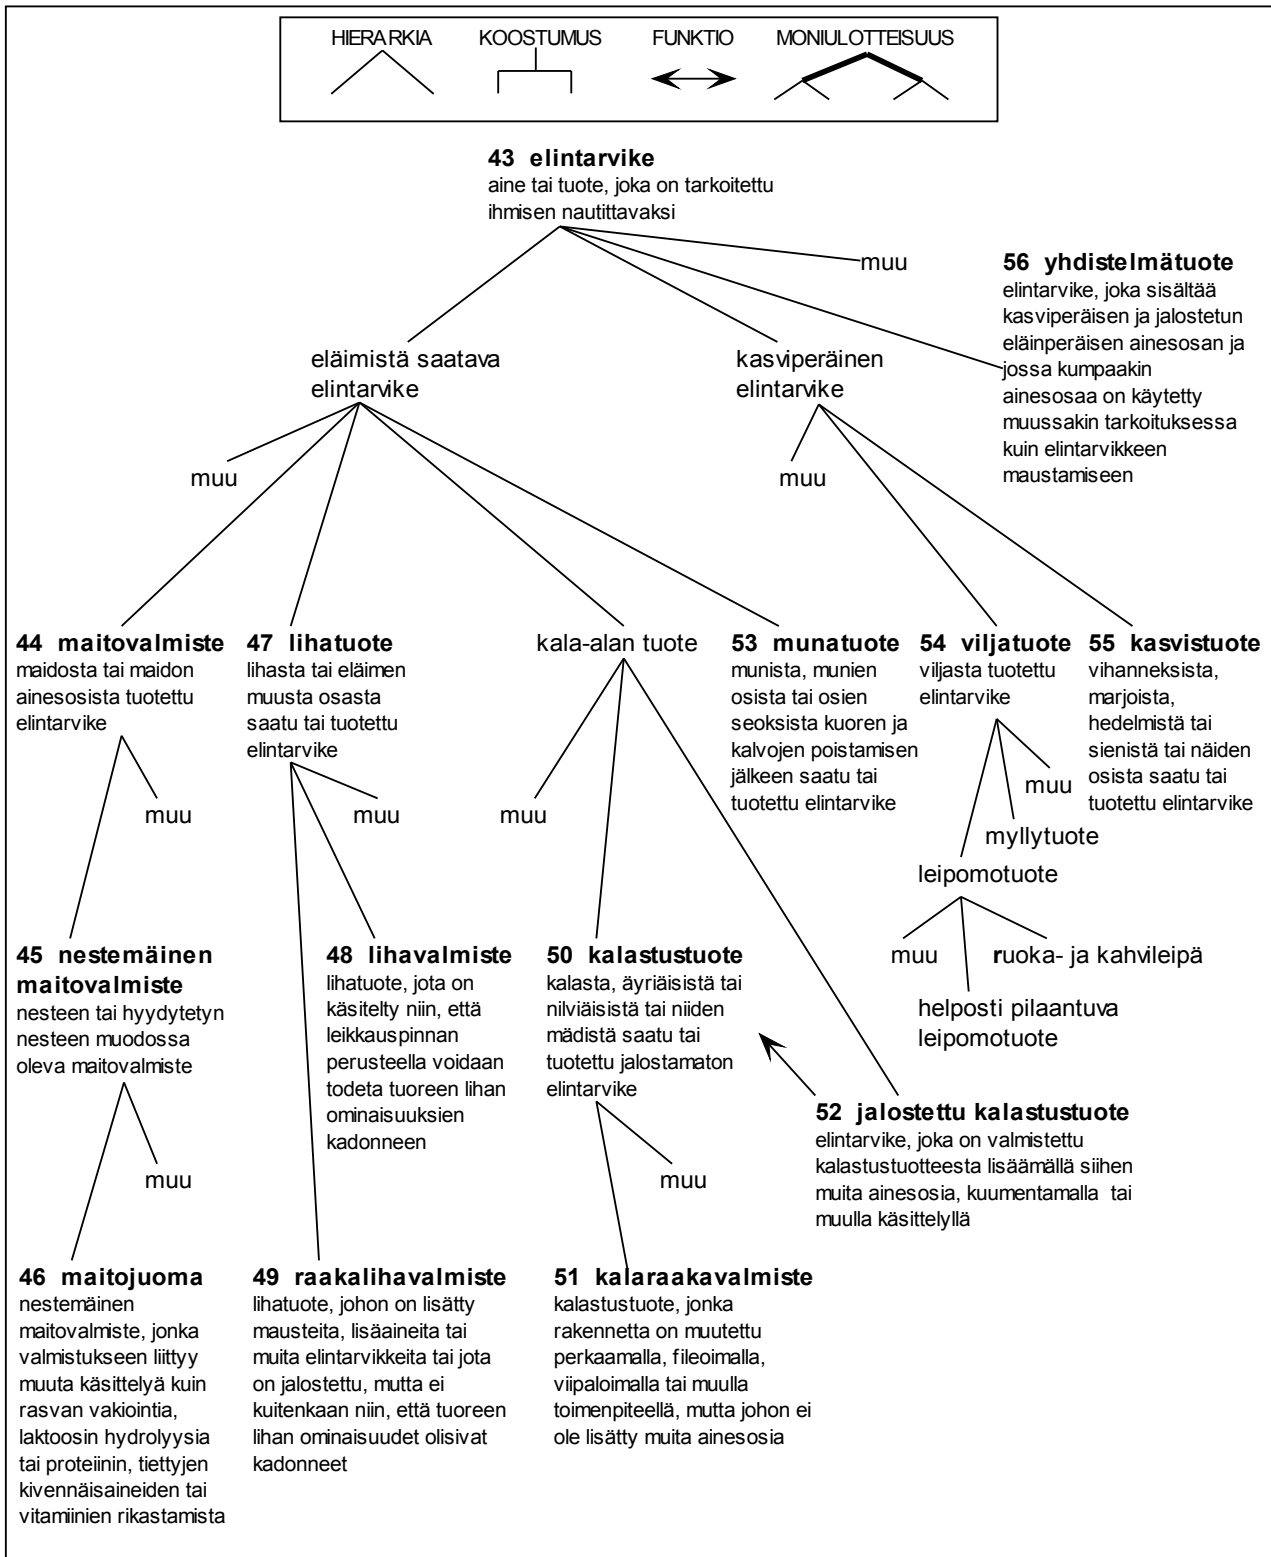 HIERARKIA KOOSTUMUS FUNKTIO MONIULOTTEISUUS
43 elintarvike
aine tai tuote, joka on tarkoitettu
ihmisen nautittavaksi
muu
56 yhdistelmätuote
elintarvike, joka sisältää
kasviperäisen ja jalostetun
eläinperäisen ainesosan ja
jossa kumpaakin
ainesosaa on käytetty
muussakin tarkoituksessa
kuin elintarvikkeen
maustamiseen
eläimistä saatava
elintarvike
kasviperäinen
elintarvike
muu
muu
44 maitovalmiste
maidosta tai maidon
ainesosista tuotettu
elintarvike
47 lihatuote
lihasta tai eläimen
muusta osasta
saatu tai tuotettu
elintarvike
kala-alan tuote
53 munatuote
munista, munien
osista tai osien
seoksista kuoren ja
kalvojen poistamisen
jälkeen saatu tai
tuotettu elintarvike
54 viljatuote
viljasta tuotettu
elintarvike
55 kasvistuote
vihanneksista,
marjoista,
hedelmistä tai
sienistä tai näiden
osista saatu tai
tuotettu elintarvike
muu
muu
muu
muu
myllytuote
leipomotuote
muu
ruoka- ja kahvileipä
helposti pilaantuva
leipomotuote
45 nestemäinen
maitovalmiste
nesteen tai hyydytetyn
nesteen muodossa
oleva maitovalmiste
48 lihavalmiste
lihatuote, jota on
käsitelty niin, että
leikkauspinnan
perusteella voidaan
todeta tuoreen lihan
ominaisuuksien
kadonneen
50 kalastustuote
kalasta, äyriäisistä tai
nilviäisistä tai niiden
mädistä saatu tai
tuotettu jalostamaton
elintarvike
52 jalostettu kalastustuote
elintarvike, joka on valmistettu
kalastustuotteesta lisäämällä siihen
muita ainesosia, kuumentamalla tai
muulla käsittelyllä
muu
muu
46 maitojuoma
nestemäinen
maitovalmiste, jonka
valmistukseen liittyy
muuta käsittelyä kuin
rasvan vakiointia,
laktoosin hydrolyysia
tai proteiinin, tiettyjen
kivennäisaineiden tai
vitamiinien rikastamista
49 raakalihavalmiste
lihatuote, johon on lisätty
mausteita, lisäaineita tai
muita elintarvikkeita tai jota
on jalostettu, mutta ei
kuitenkaan niin, että tuoreen
lihan ominaisuudet olisivat
kadonneet
51 kalaraakavalmiste
kalastustuote, jonka
rakennetta on muutettu
perkaamalla, fileoimalla,
viipaloimalla tai muulla
toimenpiteellä, mutta johon ei
ole lisätty muita ainesosia